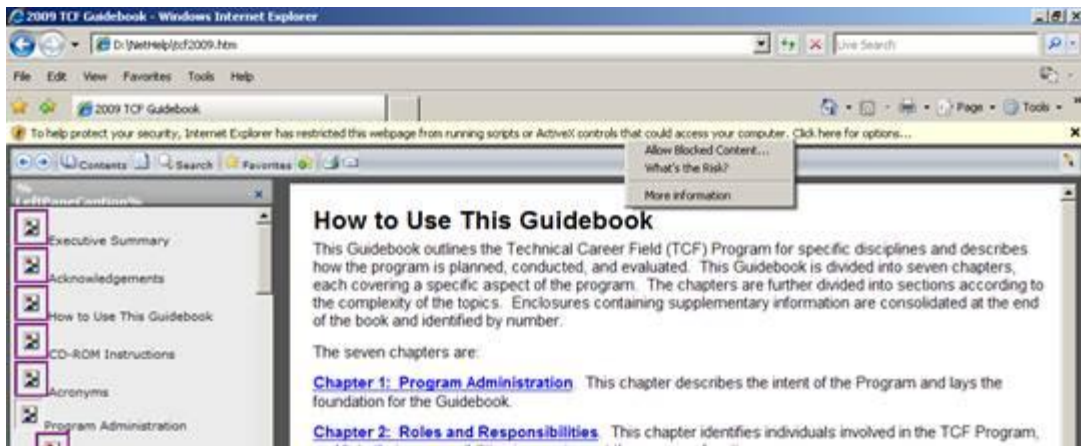 2009 TCF Guidebook - Windows Internet Explorer
D:\NetHelp\tcf2009.htm
Live Search
File Edit View Favorites Tools Help
2009 TCF Guidebook
Page Tools
To help protect your security, Internet Explorer has restricted this webpage from running scripts or ActiveX controls that could access your computer. Click here for options...
Allow Blocked Content...
What's the Risk?
More information
Contents Search Favorites
LeftPaneCaption%
Executive Summary
Acknowledgements
How to Use This Guidebook
CD-ROM Instructions
Acronyms
Program Administration
How to Use This Guidebook
This Guidebook outlines the Technical Career Field (TCF) Program for specific disciplines and describes
how the program is planned, conducted, and evaluated. This Guidebook is divided into seven chapters,
each covering a specific aspect of the program. The chapters are further divided into sections according to
the complexity of the topics. Enclosures containing supplementary information are consolidated at the end
of the book and identified by number.
The seven chapters are:
Chapter 1: Program Administration. This chapter describes the intent of the Program and lays the
foundation for the Guidebook.
Chapter 2: Roles and Responsibilities. This chapter identifies individuals involved in the TCF Program,